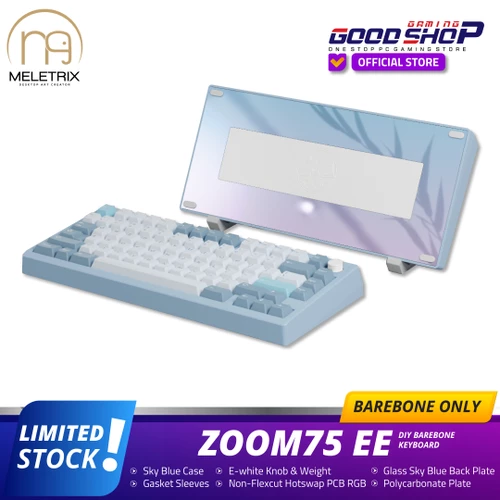 MELETRIX
DESKTOP ART CREATOR
GAMING
GOODSHOP
ONE STOP PC GAMING STORE
OFFICIAL STORE
BAREBONE ONLY
LIMITED
STOCK!
ZOOM75 EE
DIY BAREBONE
KEYBOARD
• Sky Blue Case
• E-white Knob & Weight
• Glass Sky Blue Back Plate
• Gasket Sleeves
• Non-Flexcut Hotswap PCB RGB
• Polycarbonate Plate